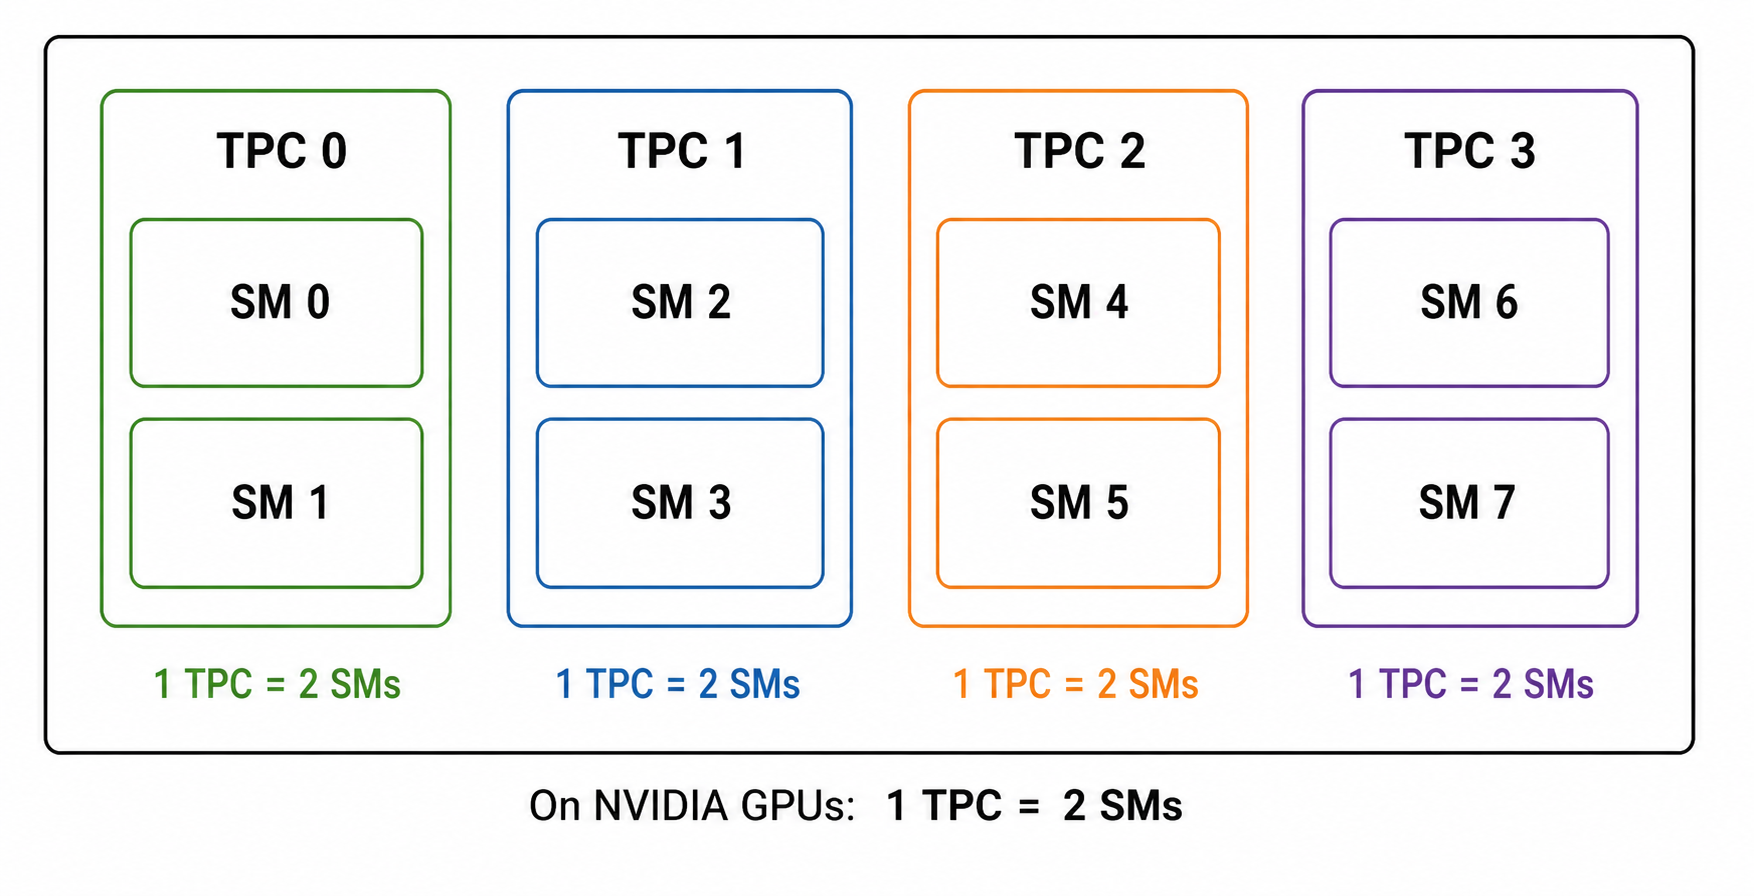 TPC 0
SM 0
SM 1
1 TPC = 2 SMs
TPC 1
SM 2
SM 3
1 TPC = 2 SMs
TPC 2
SM 4
SM 5
1 TPC = 2 SMs
TPC 3
SM 6
SM 7
1 TPC = 2 SMs
On NVIDIA GPUs: 1 TPC = 2 SMs